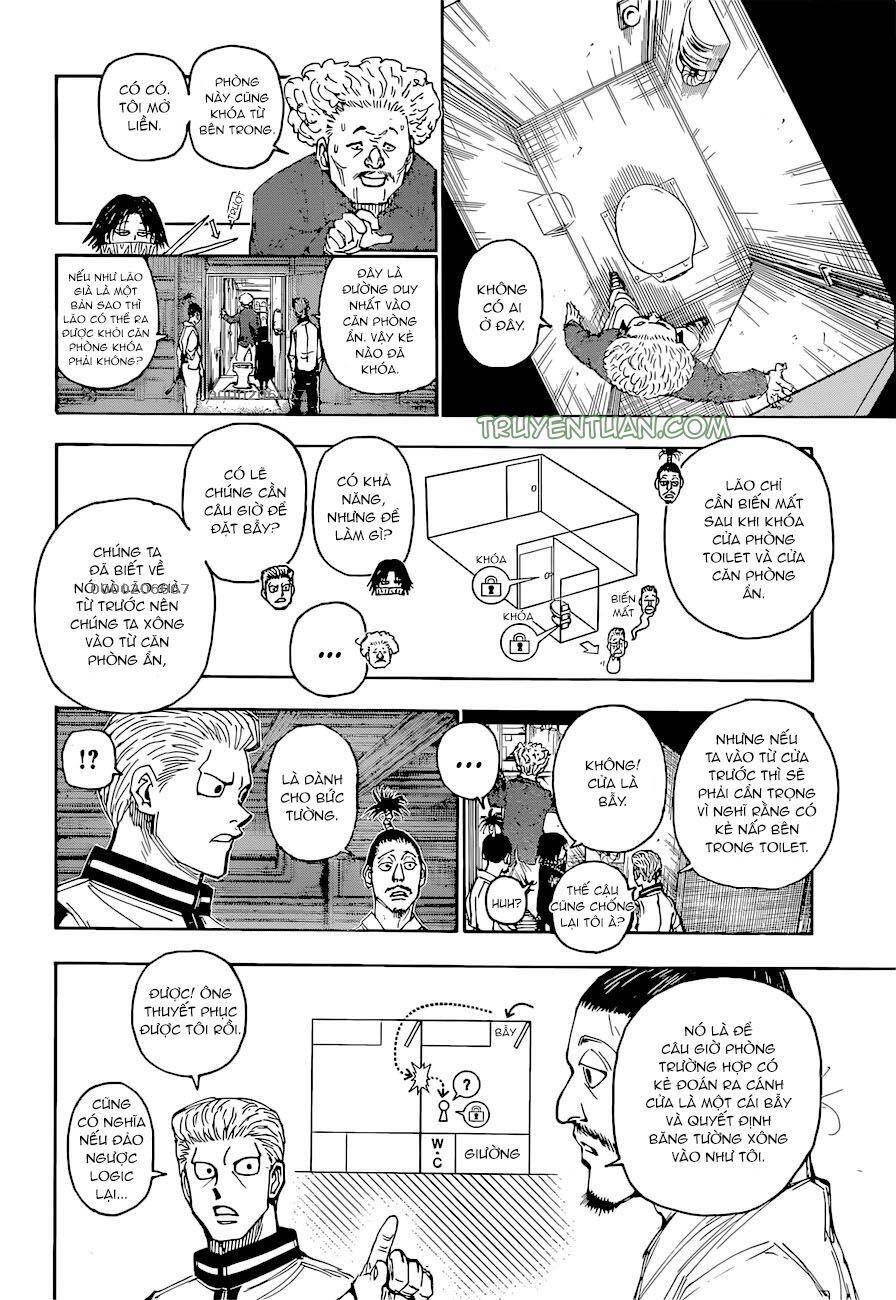 KHÔNG CÓ AI
Ở ĐÂY.
PHÒNG
NÀY CŨNG
KHÓA TỪ
BÊN TRONG.
CÓ CÓ.
TÔI MỞ
LIỀN.
TRƯỢT
ĐÂY LÀ
ĐƯỜNG DUY
NHẤT VÀO
CĂN PHÒNG
ẨN. VẬY KẺ
NÀO ĐÃ
KHÓA.
NẾU NHƯ LÃO
GIÀ LÀ MỘT
BẢN SAO THÌ
LÃO CÓ THỂ RA
ĐƯỢC KHỎI CĂN
PHÒNG KHÓA
PHẢI KHÔNG?
TRUYENTUAN.COM
LÃO CHỈ
CẦN BIẾN MẤT
SAU KHI KHÓA
CỬA PHÒNG
TOILET VÀ CỬA
CĂN PHÒNG
ẨN.
KHÓA
KHÓA
BIẾN
MẤT
CÓ KHẢ
NĂNG,
NHƯNG ĐỂ
LÀM GÌ?
CÓ LẼ
CHÚNG CẦN
CÂU GIỜ ĐỂ
ĐẶT BẪY?
...
CHÚNG TA
ĐÃ BIẾT VỀ
NÓ VÀ LÃO GIÀ
TỪ TRƯỚC NÊN
CHÚNG TA XÔNG
VÀO TỪ CĂN
PHÒNG ẨN,
NHƯNG NẾU
TA VÀO TỪ CỬA
TRƯỚC THÌ SẼ
PHẢI CẨN TRỌNG
VÌ NGHĨ RẰNG CÓ
KẺ NẤP BÊN
TRONG TOILET.
KHÔNG!
CỬA LÀ
BẪY.
...
THẾ CẬU
CŨNG CHỐNG
LẠI TÔI À?
HUH?
LÀ DÀNH
CHO BỨC
TƯỜNG.
!?
NÓ LÀ ĐỂ
CÂU GIỜ PHÒNG
TRƯỜNG HỢP CÓ
KẺ ĐOÁN RA CÁNH
CỬA LÀ MỘT CÁI BẪY
VÀ QUYẾT ĐỊNH
BĂNG TƯỜNG XÔNG
VÀO NHƯ TÔI.
BẪY
?
W.C
GIƯỜNG
ĐƯỢC! ÔNG
THUYẾT PHỤC
ĐƯỢC TÔI RỒI.
CŨNG
CÓ NGHĨA
NẾU ĐẢO
NGƯỢC
LOGIC
LẠI...